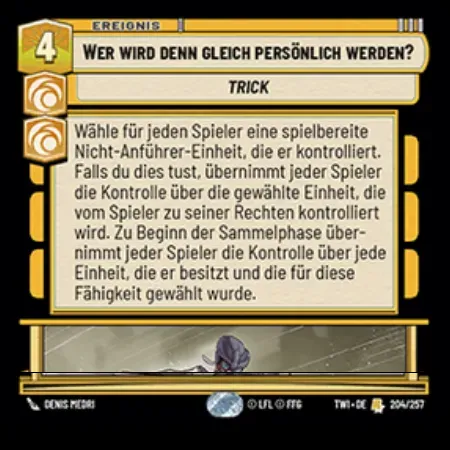 EREIGNIS
4
WER WIRD DENN GLEICH PERSÖNLICH WERDEN?
TRICK
Wähle für jeden Spieler eine spielbereite
Nicht-Anführer-Einheit, die er kontrolliert.
Falls du dies tust, übernimmt jeder Spieler
die Kontrolle über die gewählte Einheit, die
vom Spieler zu seiner Rechten kontrolliert
wird. Zu Beginn der Sammelphase über-
nimmt jeder Spieler die Kontrolle über jede
Einheit, die er besitzt und die für diese
Fähigkeit gewählt wurde.
DENIS MEDRI
© LFL © FFG
TWI • DE
204/257